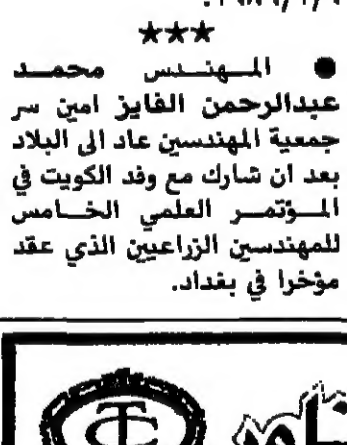 ***
● المهندس محمد
عبدالرحمن الفايز امين سر
جمعية المهندسين عاد الى البلاد
بعد ان شارك مع وفد الكويت في
المؤتمر العلمي الخامس
للمهندسين الزراعيين الذي عقد
مؤخرا في بغداد.